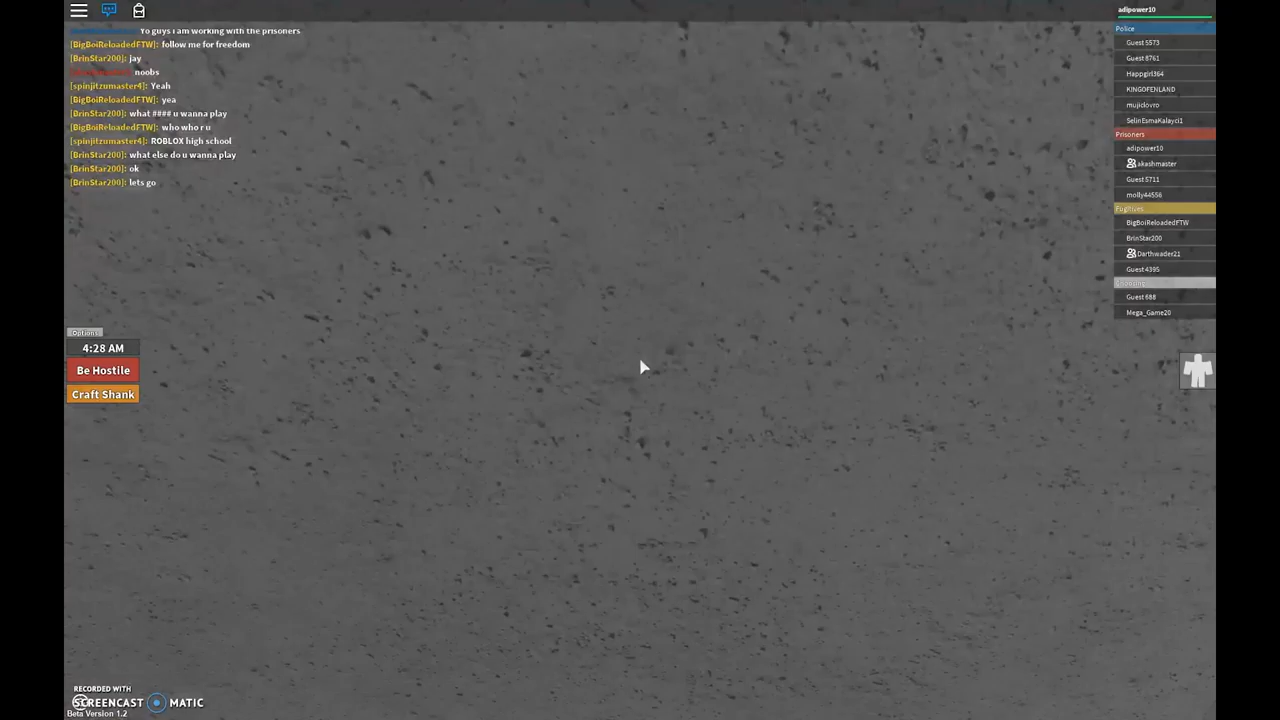 Yo guys i am working with the prisoners
[BigBoiReloadedFTW]: follow me for freedom
[BrinStar200]: jay
noobs
[spinjitzumaster4]: Yeah
[BigBoiReloadedFTW]: yea
[BrinStar200]: what #### u wanna play
[BigBoiReloadedFTW]: who who r u
[spinjitzumaster4]: ROBLOX high school
[BrinStar200]: what else do u wanna play
[BrinStar200]: ok
[BrinStar200]: lets go
Options
4:28 AM
Be Hostile
Craft Shank
adipower10
Police
Guest 5573
Guest 8761
Happgirl364
KINGOFENLAND
mujiclovro
SelinEsmaKalayci1
Prisoners
adipower10
akashmaster
Guest 5711
molly44556
Fugitives
BigBoiReloadedFTW
BrinStar200
Darthwader21
Guest 4395
Choosing
Guest 688
Mega_Game20
RECORDED WITH
SCREENCAST MATIC
Beta Version 1.2